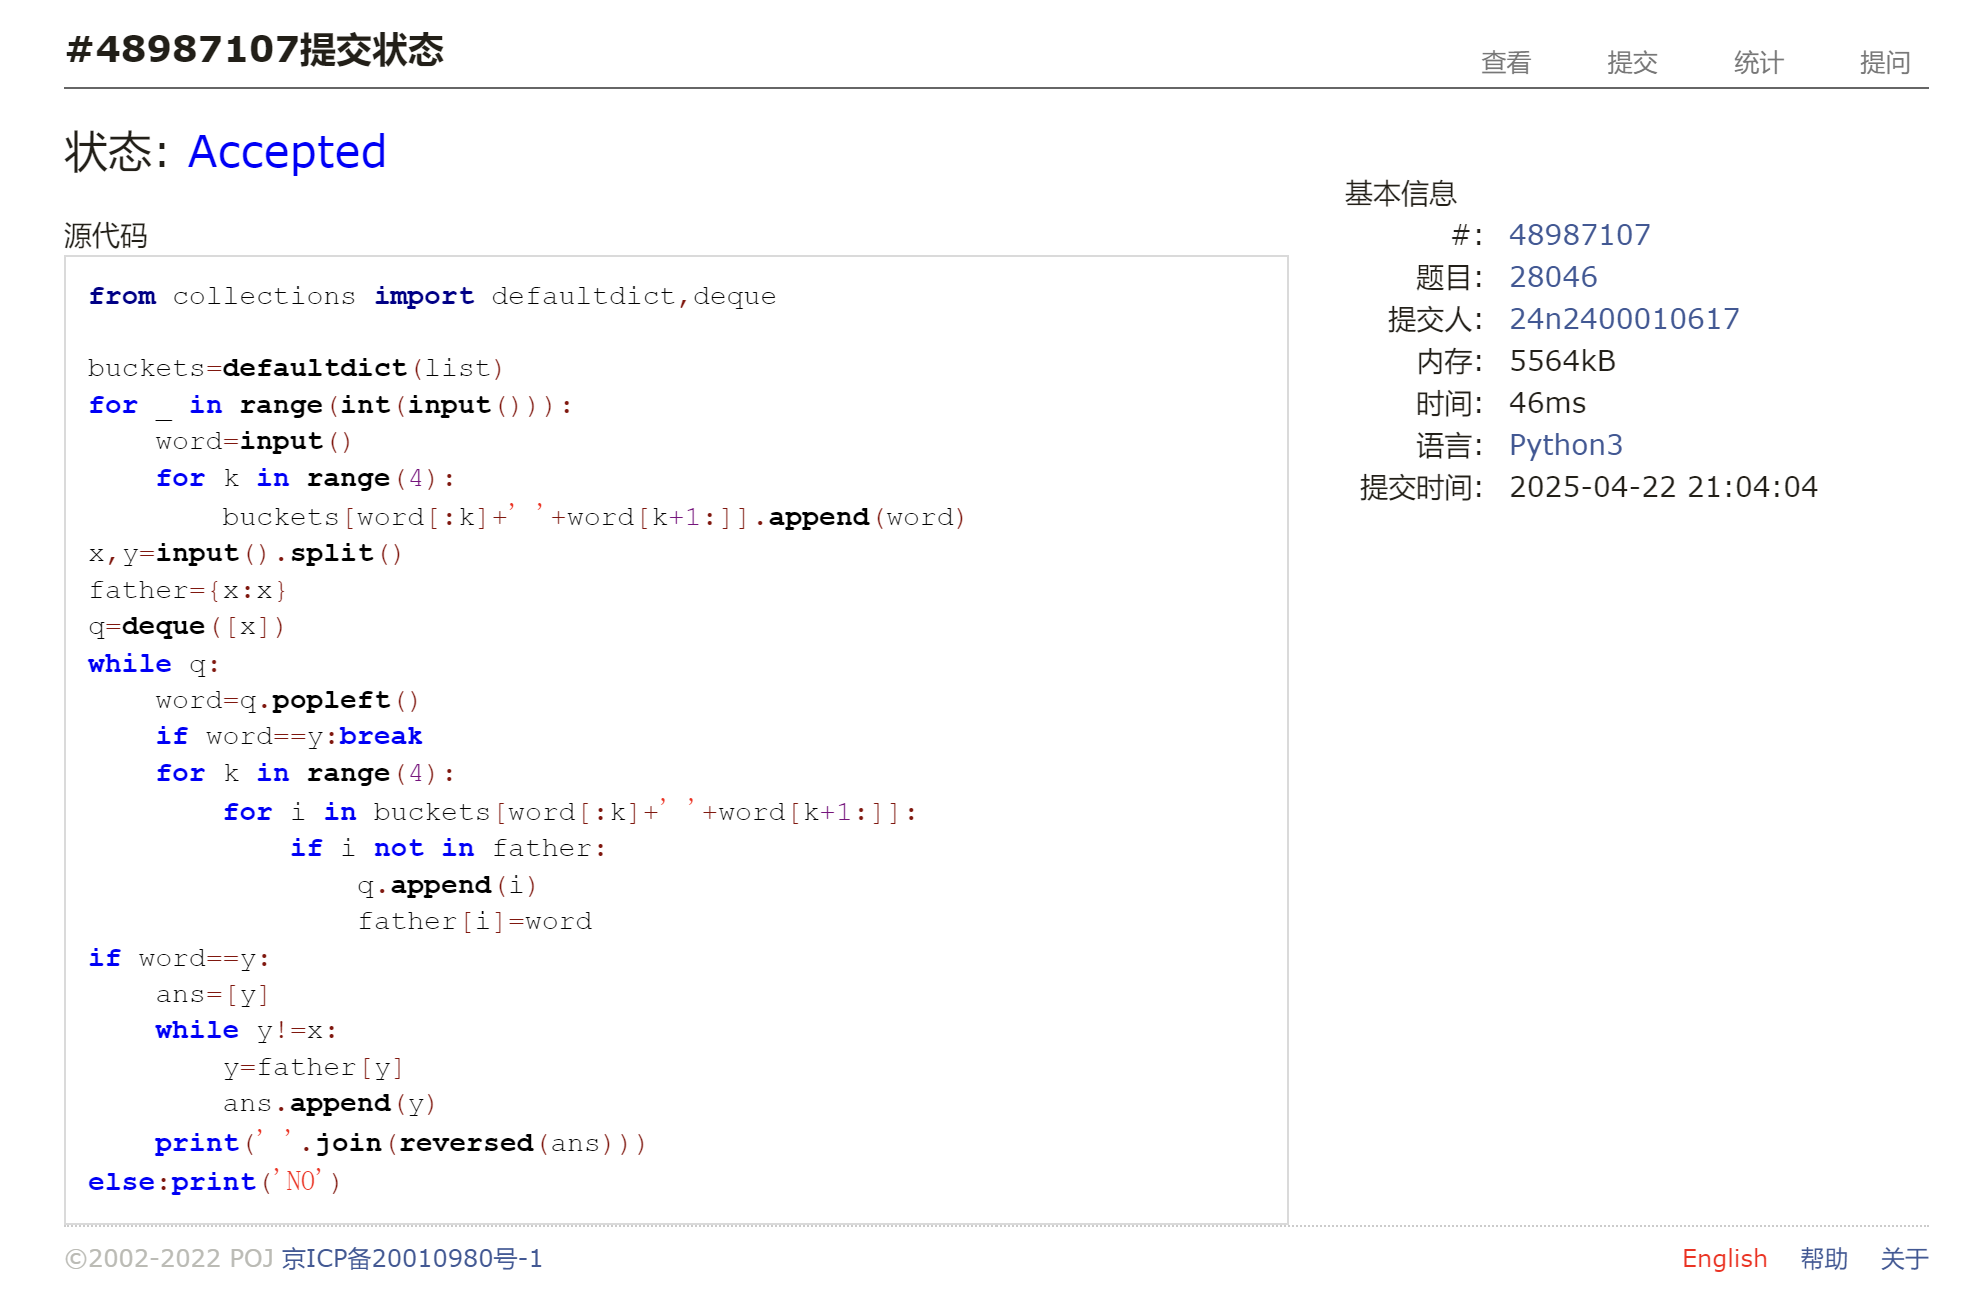 #48987107提交状态
查看 提交 统计 提问
状态: Accepted
源代码
from collections import defaultdict,deque
buckets=defaultdict(list)
for _ in range(int(input())):
    word=input()
    for k in range(4):
        buckets[word[:k]+' '+word[k+1:]].append(word)
x,y=input().split()
father={x:x}
q=deque([x])
while q:
    word=q.popleft()
    if word==y:break
    for k in range(4):
        for i in buckets[word[:k]+' '+word[k+1:]]:
            if i not in father:
                q.append(i)
                father[i]=word
if word==y:
    ans=[y]
    while y!=x:
        y=father[y]
        ans.append(y)
    print(' '.join(reversed(ans)))
else:print('NO')
基本信息
#: 48987107
题目: 28046
提交人: 24n2400010617
内存: 5564kB
时间: 46ms
语言: Python3
提交时间: 2025-04-22 21:04:04
©2002-2022 POJ 京ICP备20010980号-1
English 帮助 关于